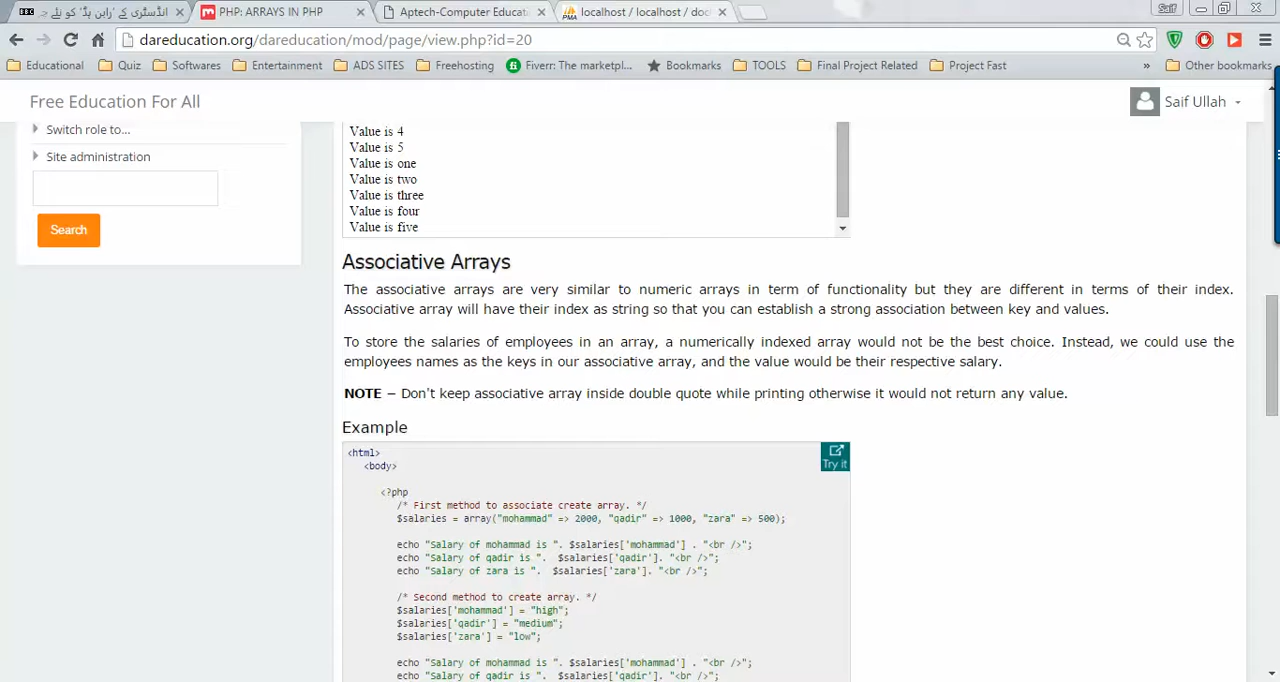 انڈسٹری کے 'رابن ہڈ' کو نئے
PHP: ARRAYS IN PHP
Aptech-Computer Educat
localhost / localhost / doc
Saif
dareducation.org/dareducation/mod/page/view.php?id=20
Educational
Quiz
Softwares
Entertainment
ADS SITES
Freehosting
Fiverr: The marketpl...
Bookmarks
TOOLS
Final Project Related
Project Fast
»
Other bookmarks
Free Education For All
Saif Ullah
Switch role to...
Site administration
Search
Value is 4
Value is 5
Value is one
Value is two
Value is three
Value is four
Value is five
Associative Arrays
The associative arrays are very similar to numeric arrays in term of functionality but they are different in terms of their index.
Associative array will have their index as string so that you can establish a strong association between key and values.
To store the salaries of employees in an array, a numerically indexed array would not be the best choice. Instead, we could use the
employees names as the keys in our associative array, and the value would be their respective salary.
NOTE − Don't keep associative array inside double quote while printing otherwise it would not return any value.
Example
Try it
<html>
<body>
<?php
/* First method to associate create array. */
$salaries = array("mohammad" => 2000, "qadir" => 1000, "zara" => 500);
echo "Salary of mohammad is ". $salaries['mohammad'] . "<br />";
echo "Salary of qadir is ".  $salaries['qadir']. "<br />";
echo "Salary of zara is ".  $salaries['zara']. "<br />";
/* Second method to create array. */
$salaries['mohammad'] = "high";
$salaries['qadir'] = "medium";
$salaries['zara'] = "low";
echo "Salary of mohammad is ". $salaries['mohammad'] . "<br />";
echo "Salary of qadir is ".  $salaries['qadir']. "<br />";